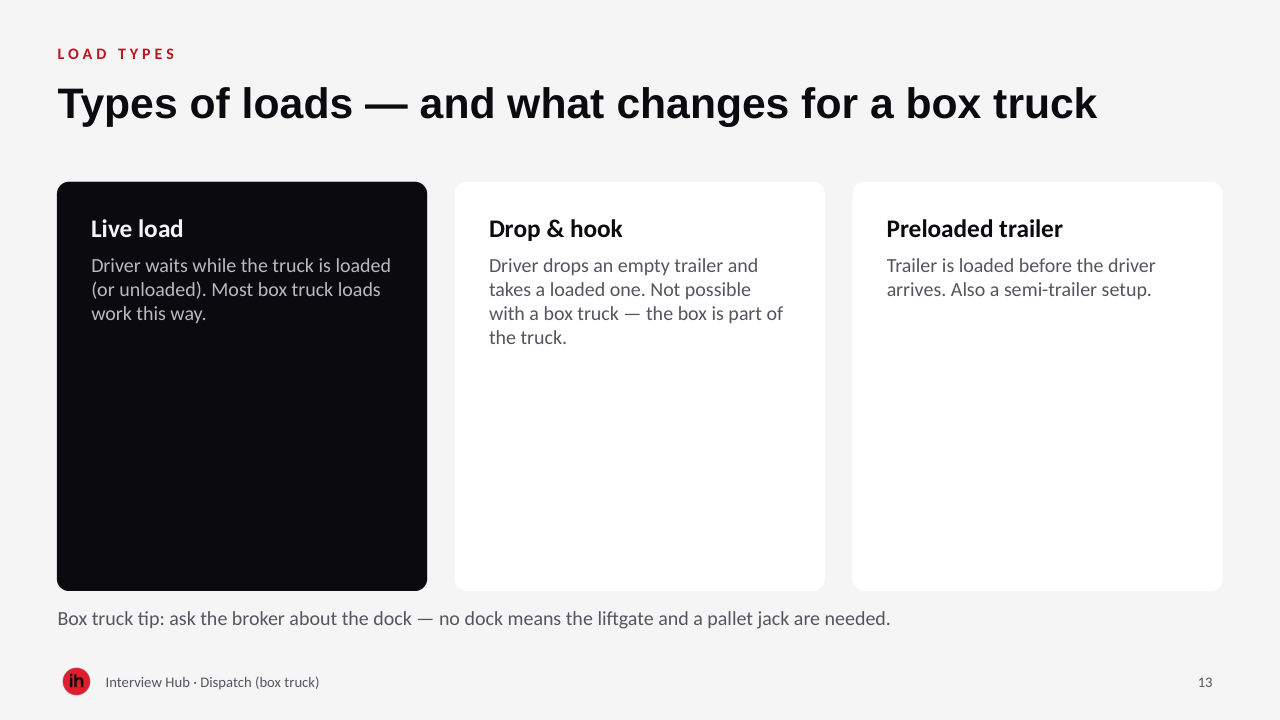 LOAD TYPES
Types of loads — and what changes for a box truck
Live load
Driver waits while the truck is loaded
(or unloaded). Most box truck loads
work this way.
Drop & hook
Driver drops an empty trailer and
takes a loaded one. Not possible
with a box truck — the box is part of
the truck.
Preloaded trailer
Trailer is loaded before the driver
arrives. Also a semi-trailer setup.
Box truck tip: ask the broker about the dock — no dock means the liftgate and a pallet jack are needed.
ih
Interview Hub · Dispatch (box truck)
13